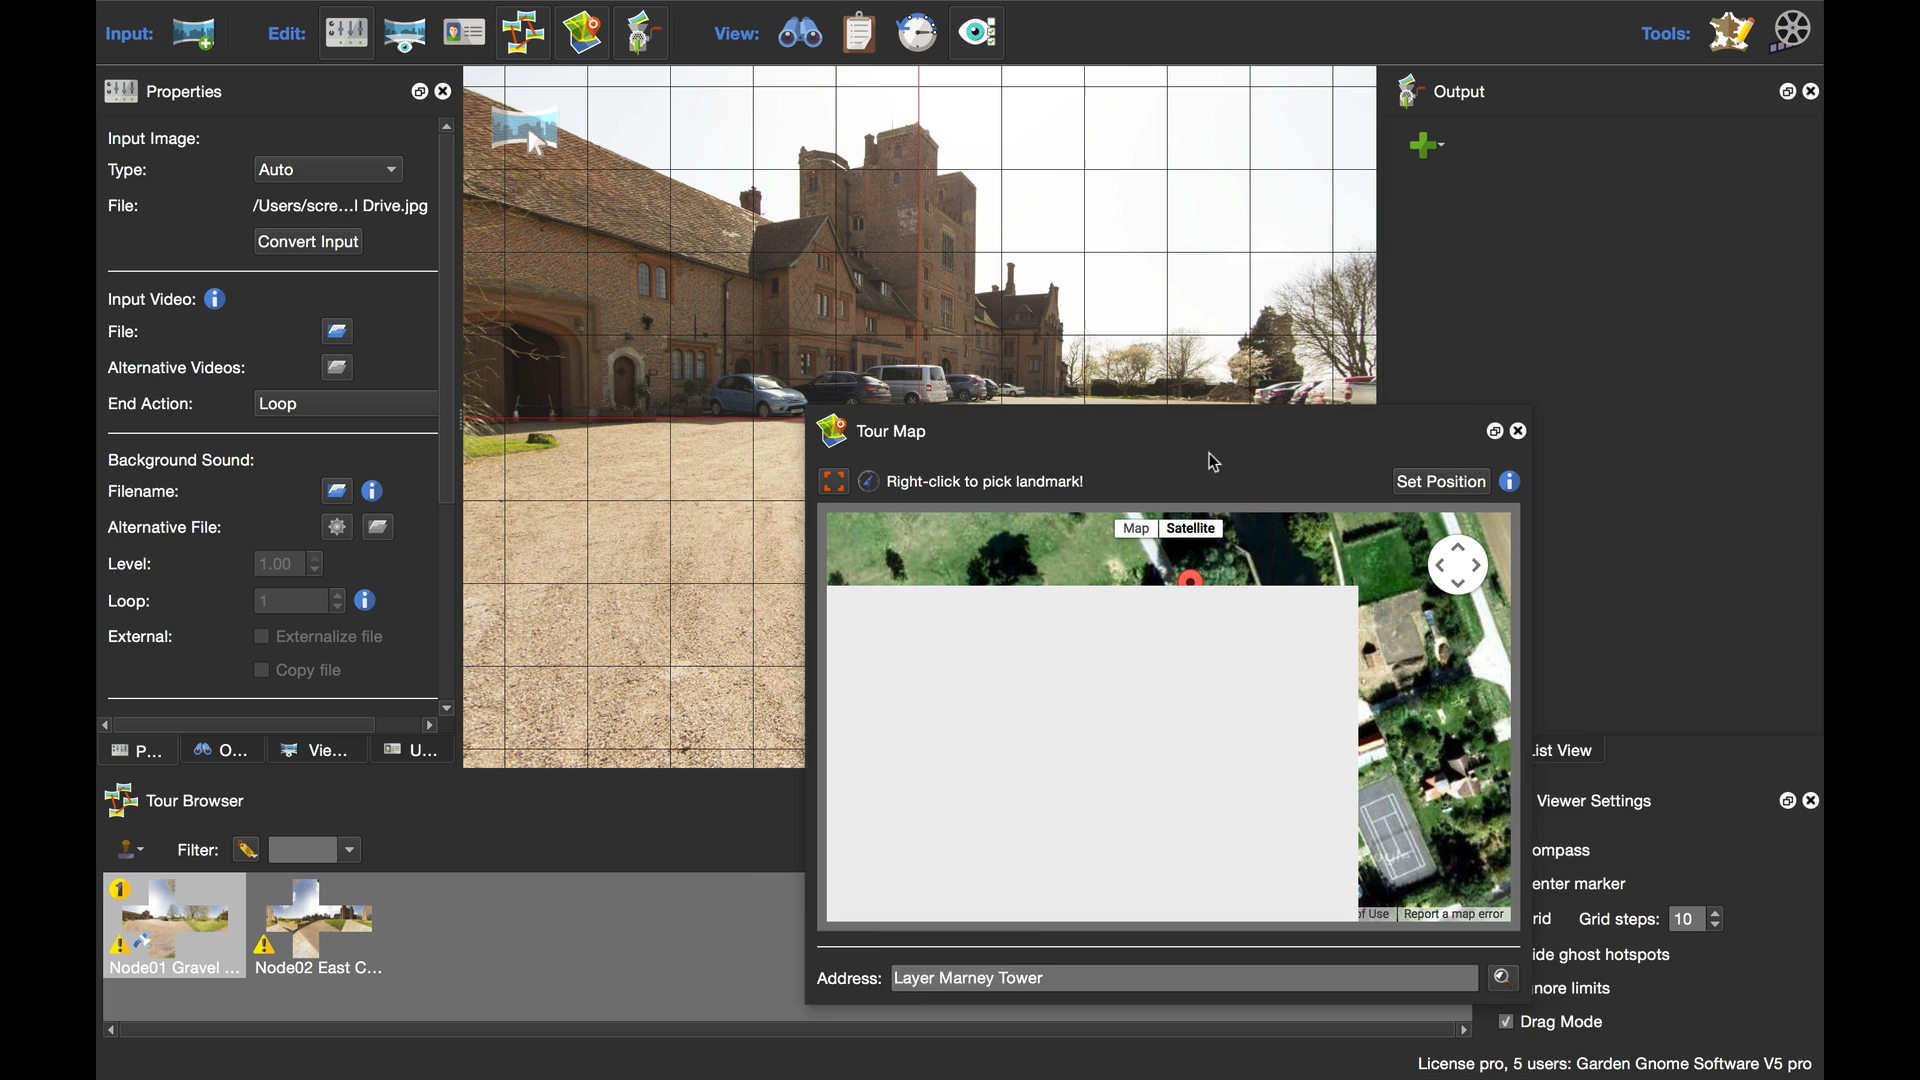 Input:
Edit:
View:
Tools:
Properties
Input Image:
Type:
Auto
File:
/Users/scre...l Drive.jpg
Convert Input
Input Video:
File:
Alternative Videos:
End Action:
Loop
Background Sound:
Filename:
Alternative File:
Level:
1.00
Loop:
1
External:
Externalize file
Copy file
P...
O...
Vie...
U...
Output
Tour Map
Right-click to pick landmark!
Set Position
Map
Satellite
of Use
Report a map error
Address:
Layer Marney Tower
Tour Browser
Filter:
1
Node01 Gravel ...
Node02 East C...
List View
Viewer Settings
ompass
enter marker
rid
Grid steps:
10
ide ghost hotspots
nore limits
Drag Mode
License pro, 5 users: Garden Gnome Software V5 pro